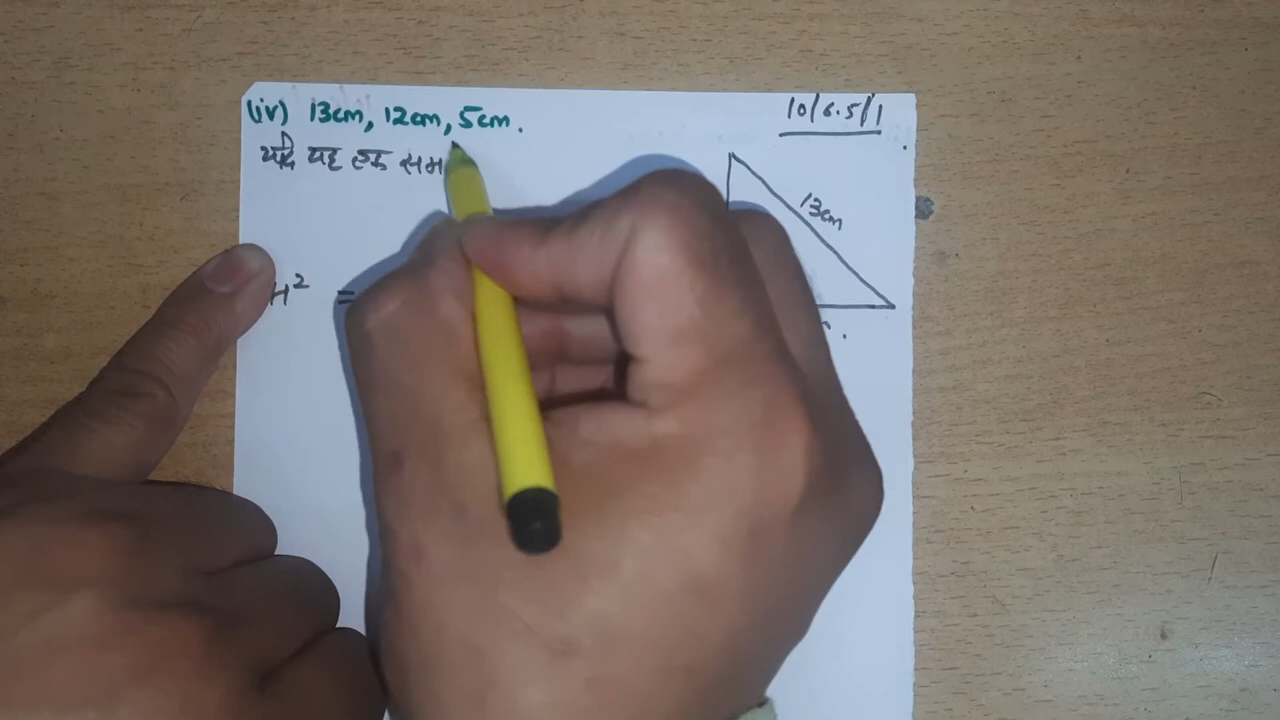 (iv) 13cm, 12cm, 5cm.
10/6.5/1
यदि यह एक सम
13cm
H² =